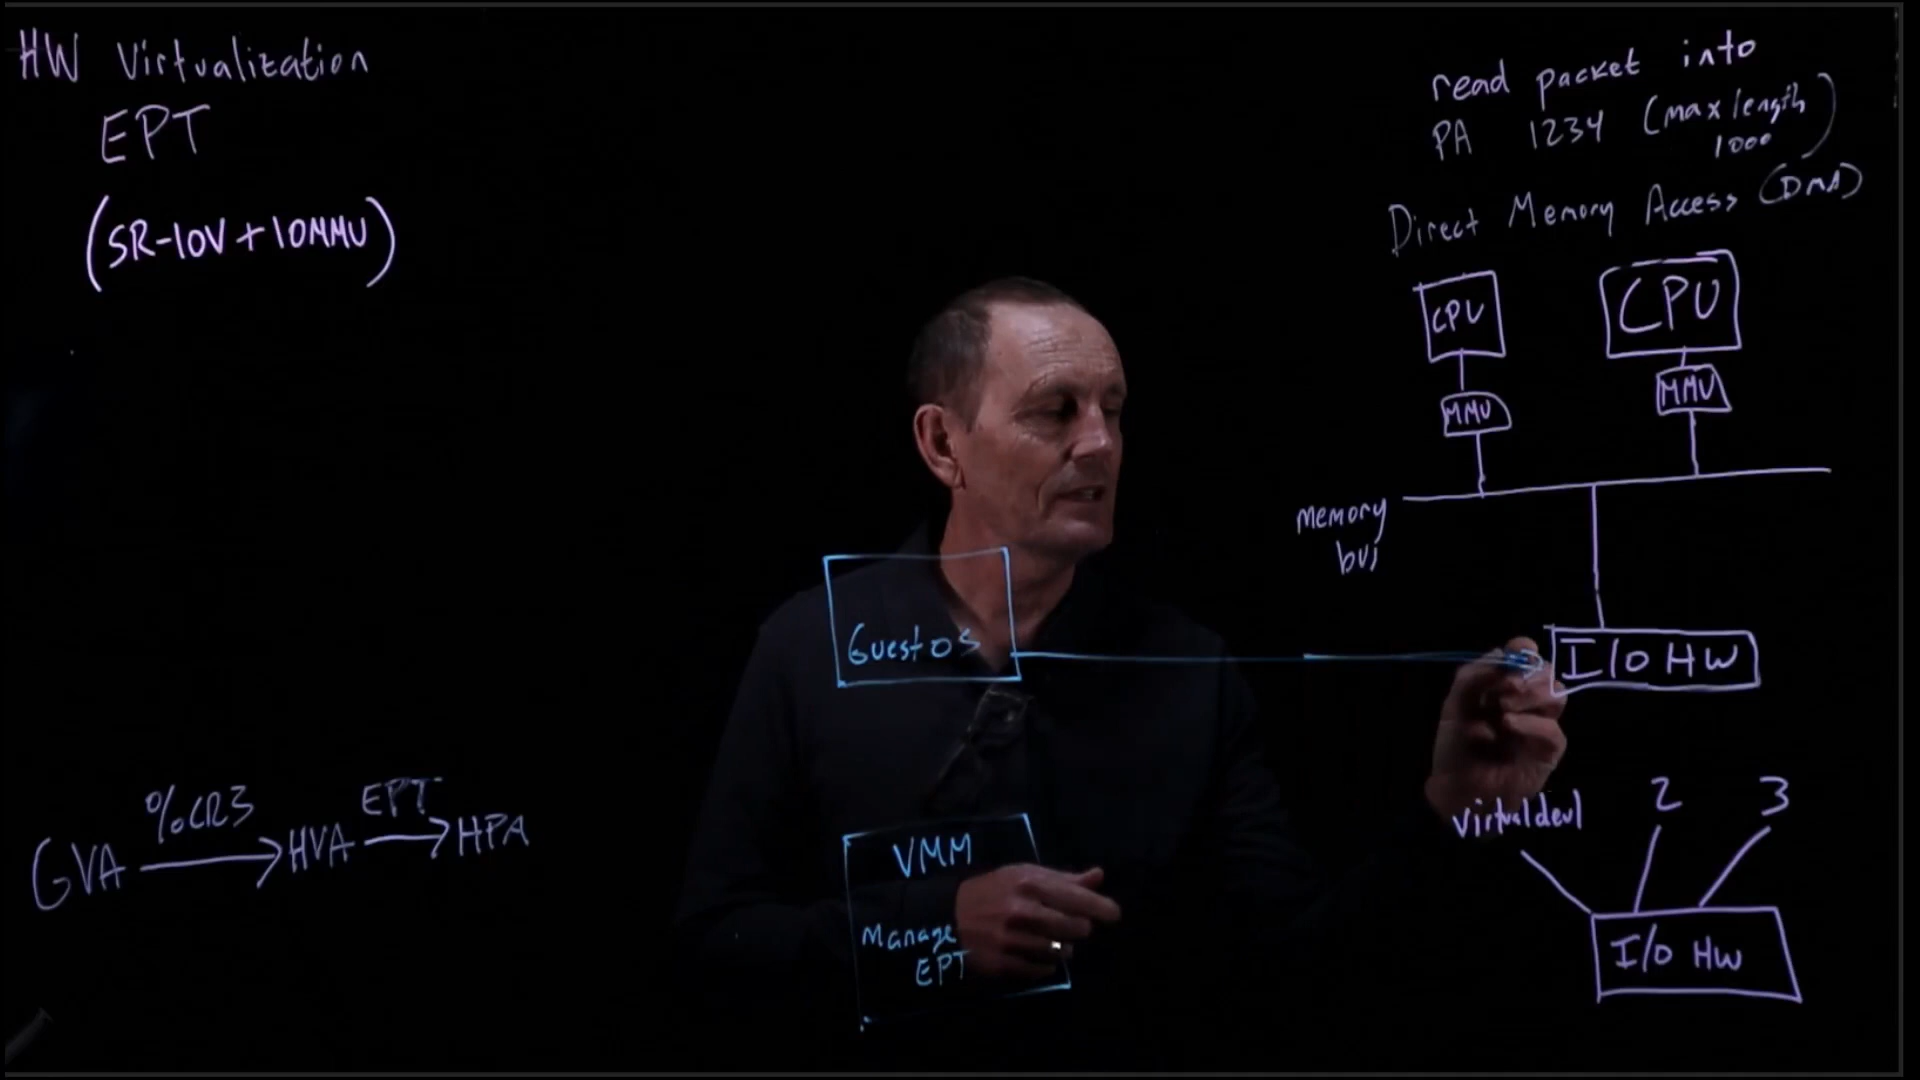 HW Virtualization
EPT
(SR-IOV + IOMMU)
read packet into
PA 1234 (max length
1000)
Direct Memory Access (DMA)
CPU
CPU
MMU
MMU
memory
bus
Guest OS
I/O HW
%CR3
EPT
GVA → HVA → HPA
VMM
Manage
EPT
virtual dev1
2
3
I/O HW